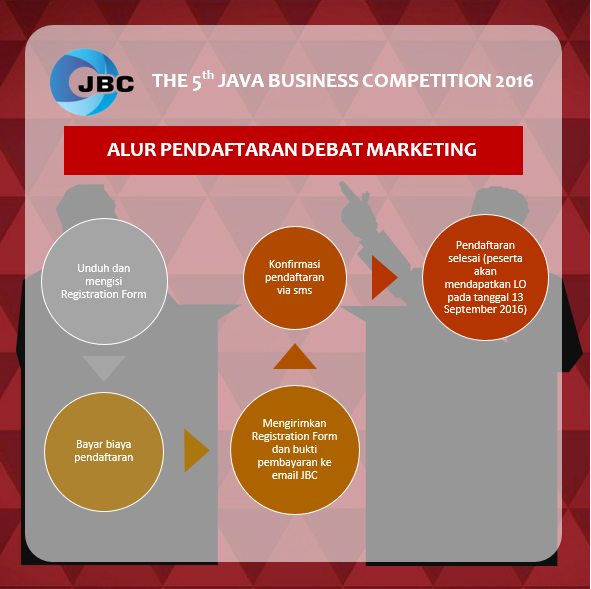 JBC
THE 5th JAVA BUSINESS COMPETITION 2016
ALUR PENDAFTARAN DEBAT MARKETING
Unduh dan
mengisi
Registration Form
Bayar biaya
pendaftaran
Mengirimkan
Registration Form
dan bukti
pembayaran ke
email JBC
Konfirmasi
pendaftaran
via sms
Pendaftaran
selesai (peserta
akan
mendapatkan LO
pada tanggal 13
September 2016)